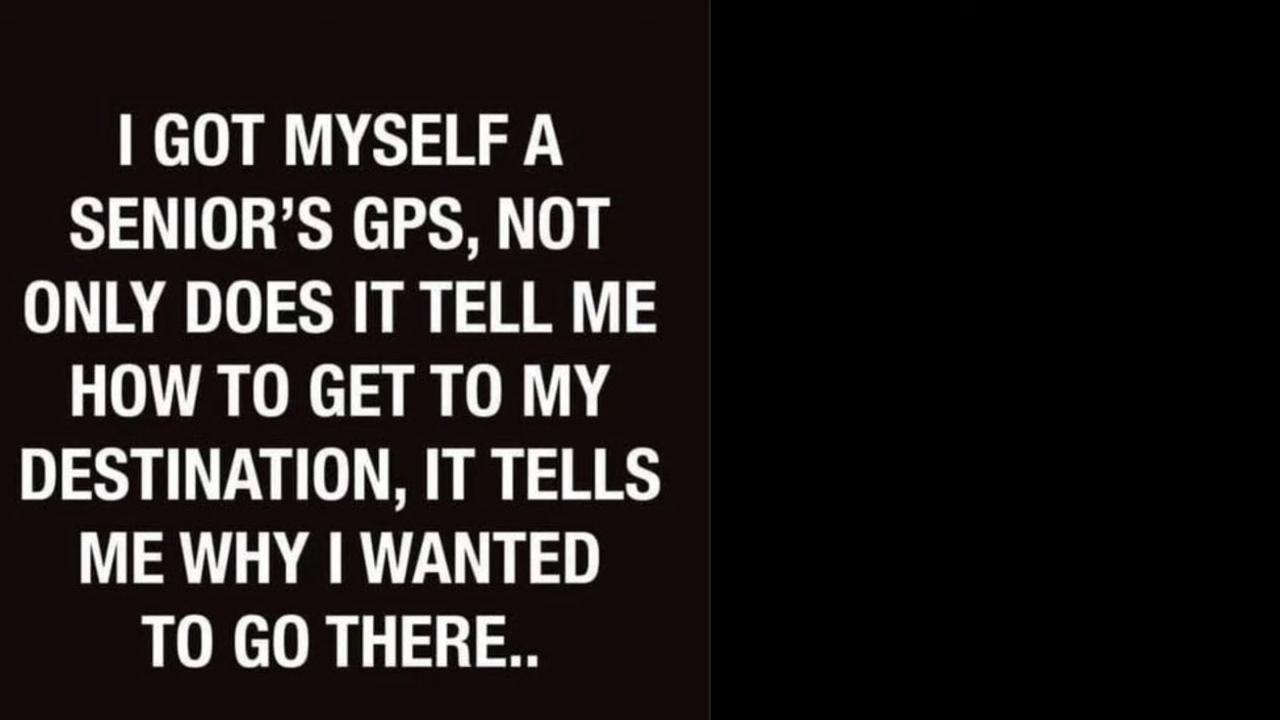 I GOT MYSELF A
SENIOR’S GPS, NOT
ONLY DOES IT TELL ME
HOW TO GET TO MY
DESTINATION, IT TELLS
ME WHY I WANTED
TO GO THERE..